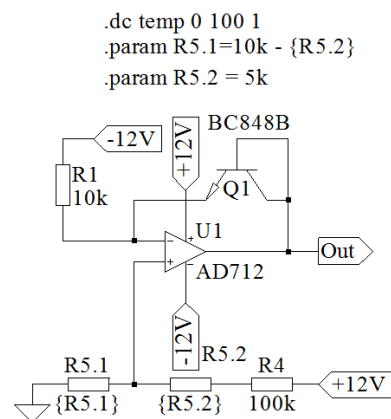 .dc temp 0 100 1
.param R5.1=10k - {R5.2}
.param R5.2 = 5k
-12V
+12V
BC848B
Q1
R1
10k
U1
AD712
Out
-12V
R5.1
{R5.1}
R5.2
{R5.2}
R4
100k
+12V